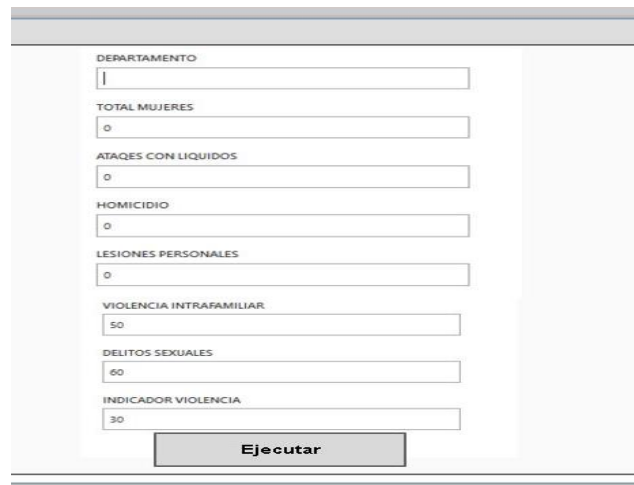 DEPARTAMENTO
TOTAL MUJERES
0
ATAQES CON LIQUIDOS
0
HOMICIDIO
0
LESIONES PERSONALES
0
VIOLENCIA INTRAFAMILIAR
50
DELITOS SEXUALES
60
INDICADOR VIOLENCIA
30
Ejecutar